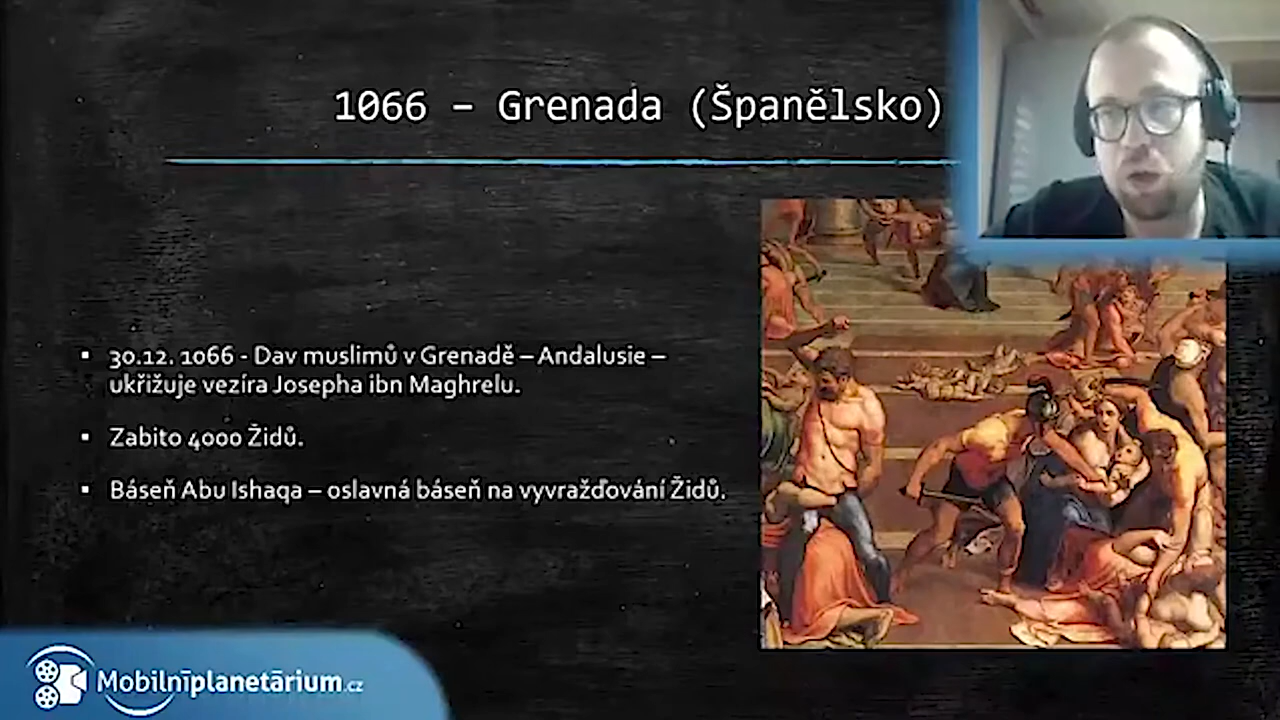 1066 – Grenada (Španělsko)
▪ 30.12. 1066 - Dav muslimů v Grenadě – Andalusie –
ukřižuje vezíra Josepha ibn Maghrelu.
▪ Zabito 4000 Židů.
▪ Báseň Abu Ishaqa – oslavná báseň na vyvražďování Židů.
Mobilnīplanetārium.cz